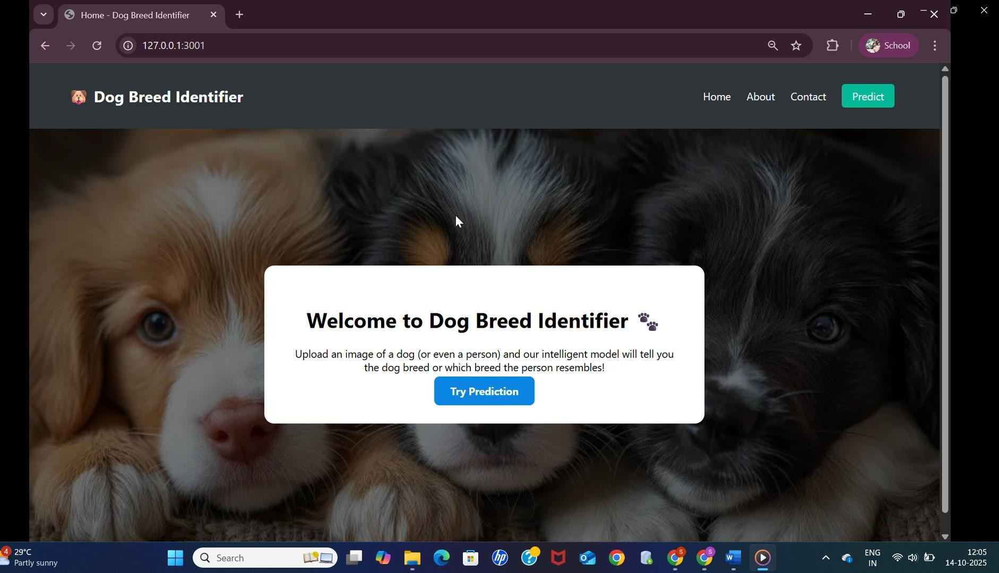 Home - Dog Breed Identifier
127.0.0.1:3001
School
Dog Breed Identifier
Home About Contact Predict
Welcome to Dog Breed Identifier
Upload an image of a dog (or even a person) and our intelligent model will tell you
the dog breed or which breed the person resembles!
Try Prediction
4
29°C
Partly sunny
Search
hp
?
O
S
S
W
ENG
IN
12:05
14-10-2025